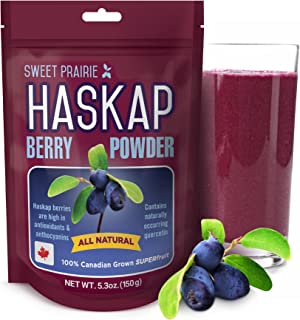 SWEET PRAIRIE
HASKAP
BERRY POWDER
Haskap berries
are high in
antioxidants &
anthocyanins
Contains
naturally
occurring
quercetin
ALL NATURAL
100% Canadian Grown SUPERfruit
NET WT. 5.3oz. (150g)